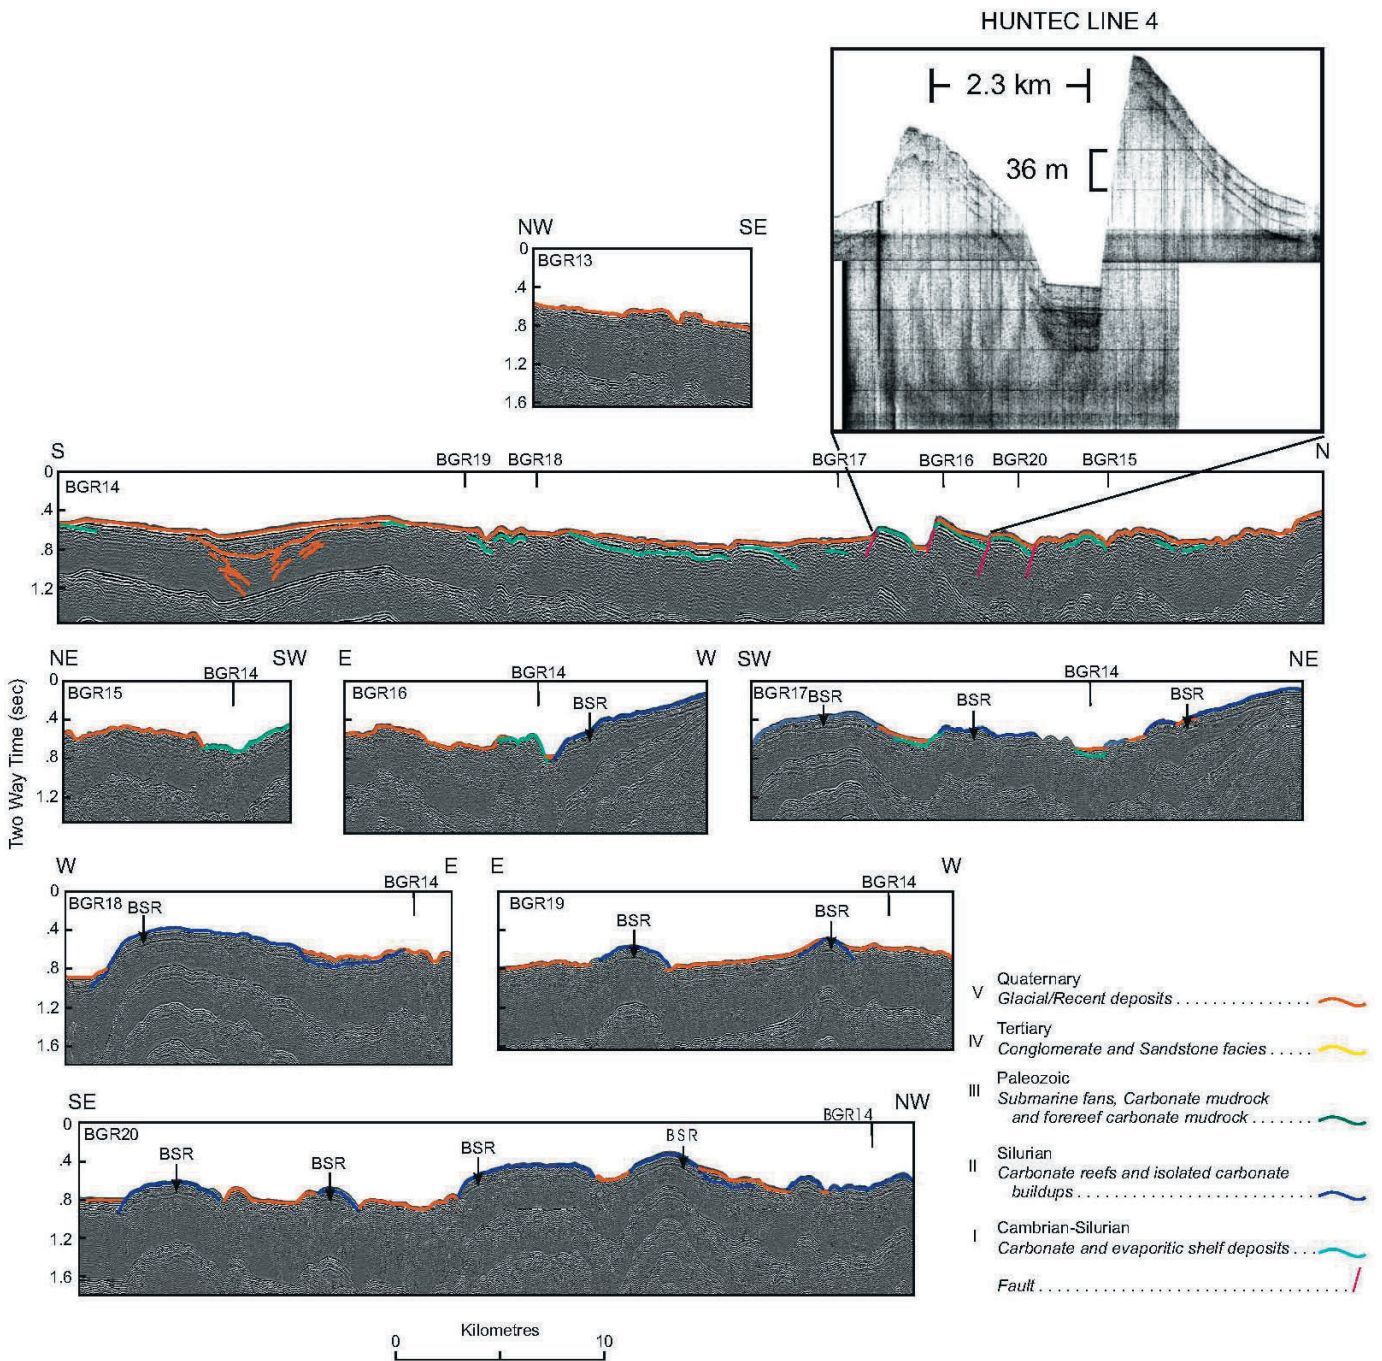 HUNTEC LINE 4
2.3 km
36 m
NW SE
0
BGR13
.4
.8
1.2
1.6
S BGR19 BGR18 BGR17 BGR16 BGR20 BGR15 N
0
BGR14
.4
.8
1.2
Two Way Time (sec)
NE BGR14 SW
0
BGR15
.4
.8
1.2
E BGR14 W
BGR16
BSR
SW BGR14 NE
BGR17 BSR BSR BSR
W BGR14 E
0
BGR18 BSR
.4
.8
1.2
1.6
E BGR14 W
BGR19
BSR BSR
SE BGR14 NW
0
BGR20
BSR BSR BSR BSR
.4
.8
1.2
1.6
V Quaternary
Glacial/Recent deposits . . . . . . . . . . . . . . .
IV Tertiary
Conglomerate and Sandstone facies . . . . .
III Paleozoic
Submarine fans, Carbonate mudrock
and forereef carbonate mudrock . . . . . . .
II Silurian
Carbonate reefs and isolated carbonate
buildups . . . . . . . . . . . . . . . . . . . . . . . . .
I Cambrian-Silurian
Carbonate and evaporitic shelf deposits . . .
Fault . . . . . . . . . . . . . . . . . . . . . . . . . . . . . . . .
Kilometres
0 10